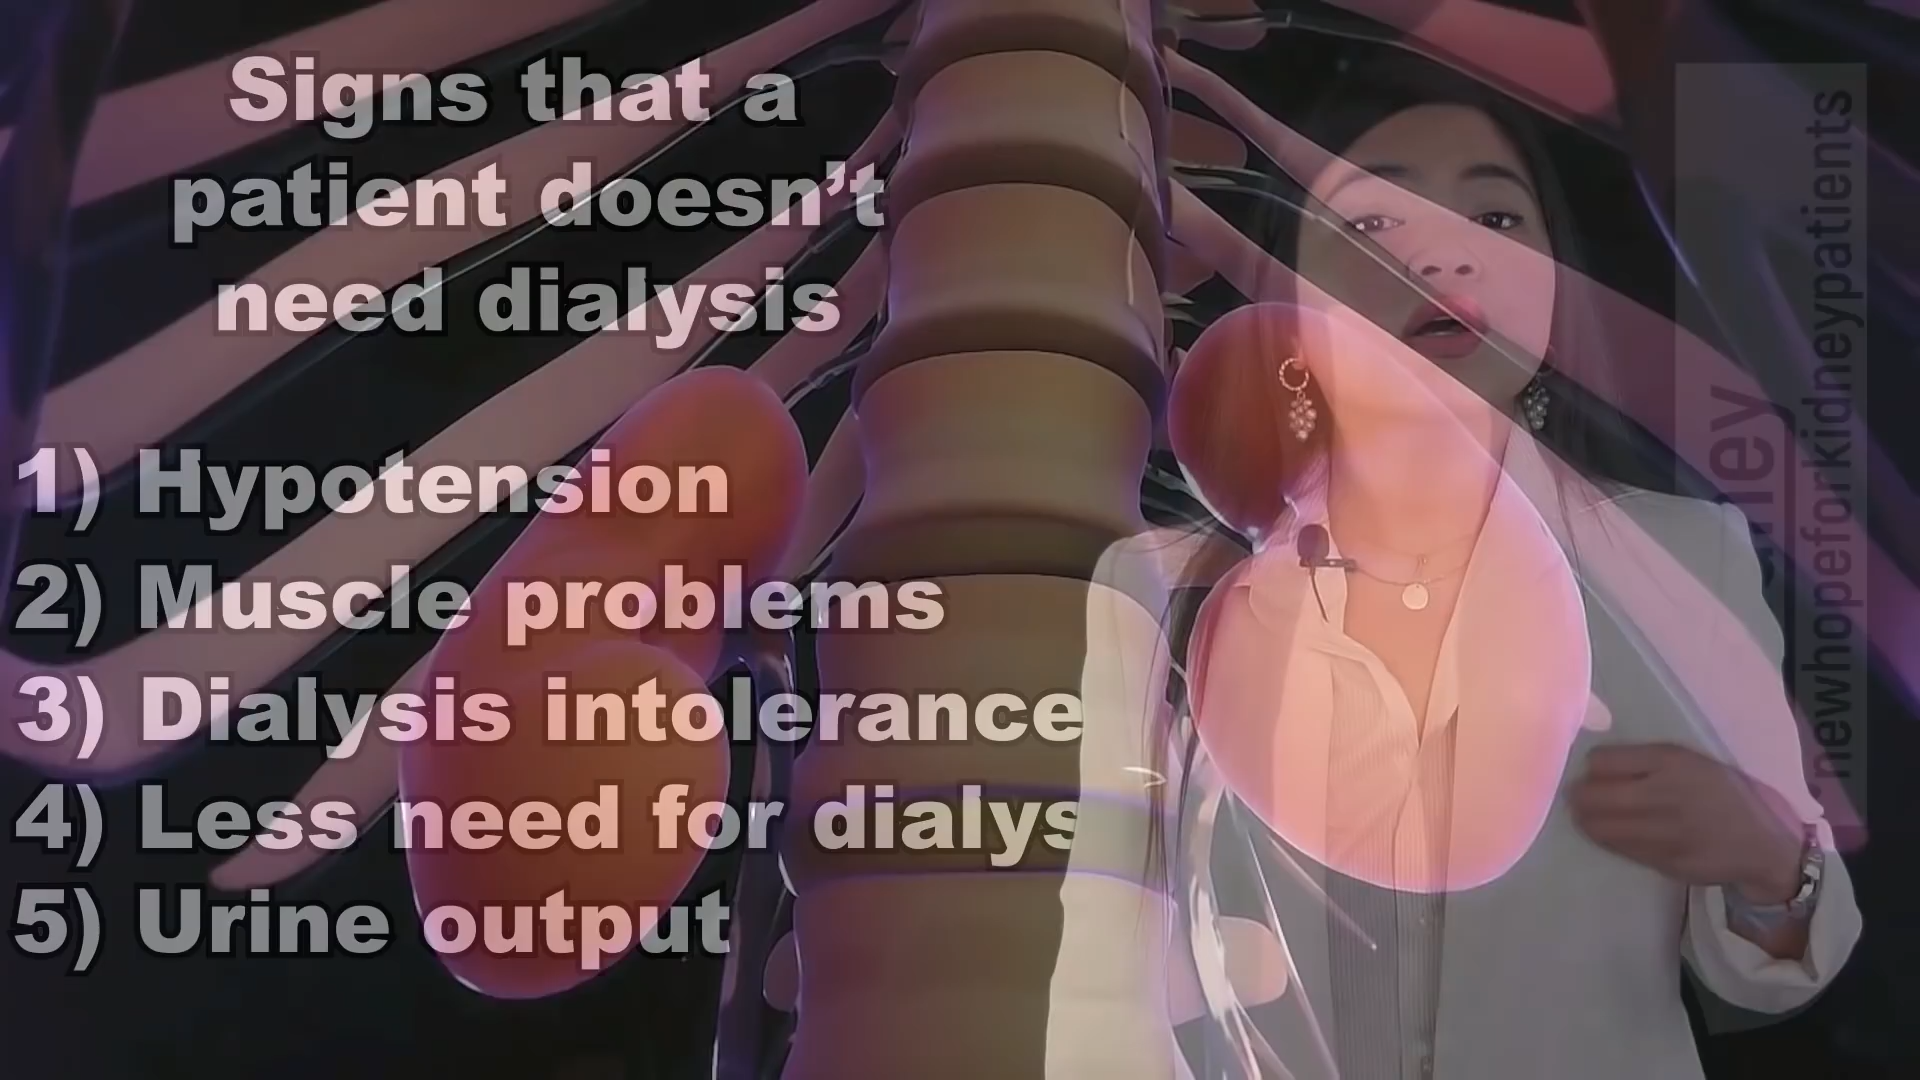 Signs that a
patient doesn’t
need dialysis
1) Hypotension
2) Muscle problems
3) Dialysis intolerance
4) Less need for dialys
5) Urine output
newhopeforkidneypatients